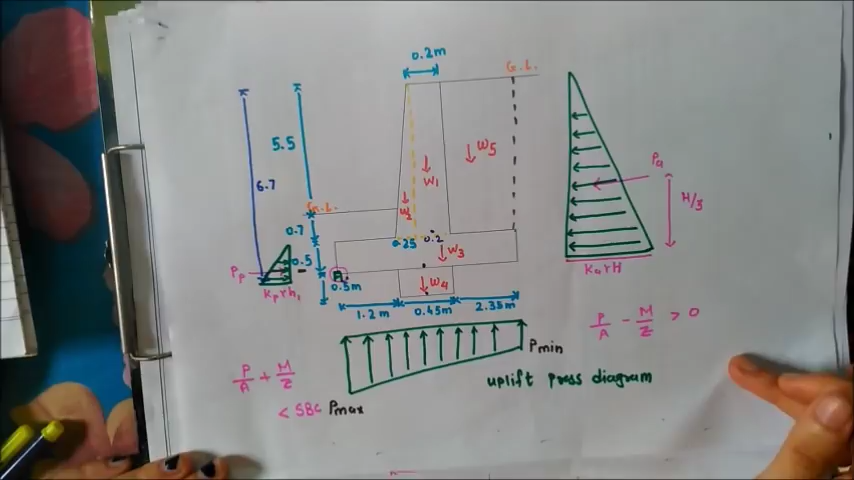 0.2m
G.L.
5.5
W5
Pa
W1
6.7
H/3
W2
G.L.
0.7
0.25
0.2
W3
0.5
Pp
A
W4
KaγH
Kpγh1
0.5m
1.2m
0.45m
2.35m
P/A - M/Z > 0
Pmin
P/A + M/Z
uplift press diagram
< SBC
Pmax